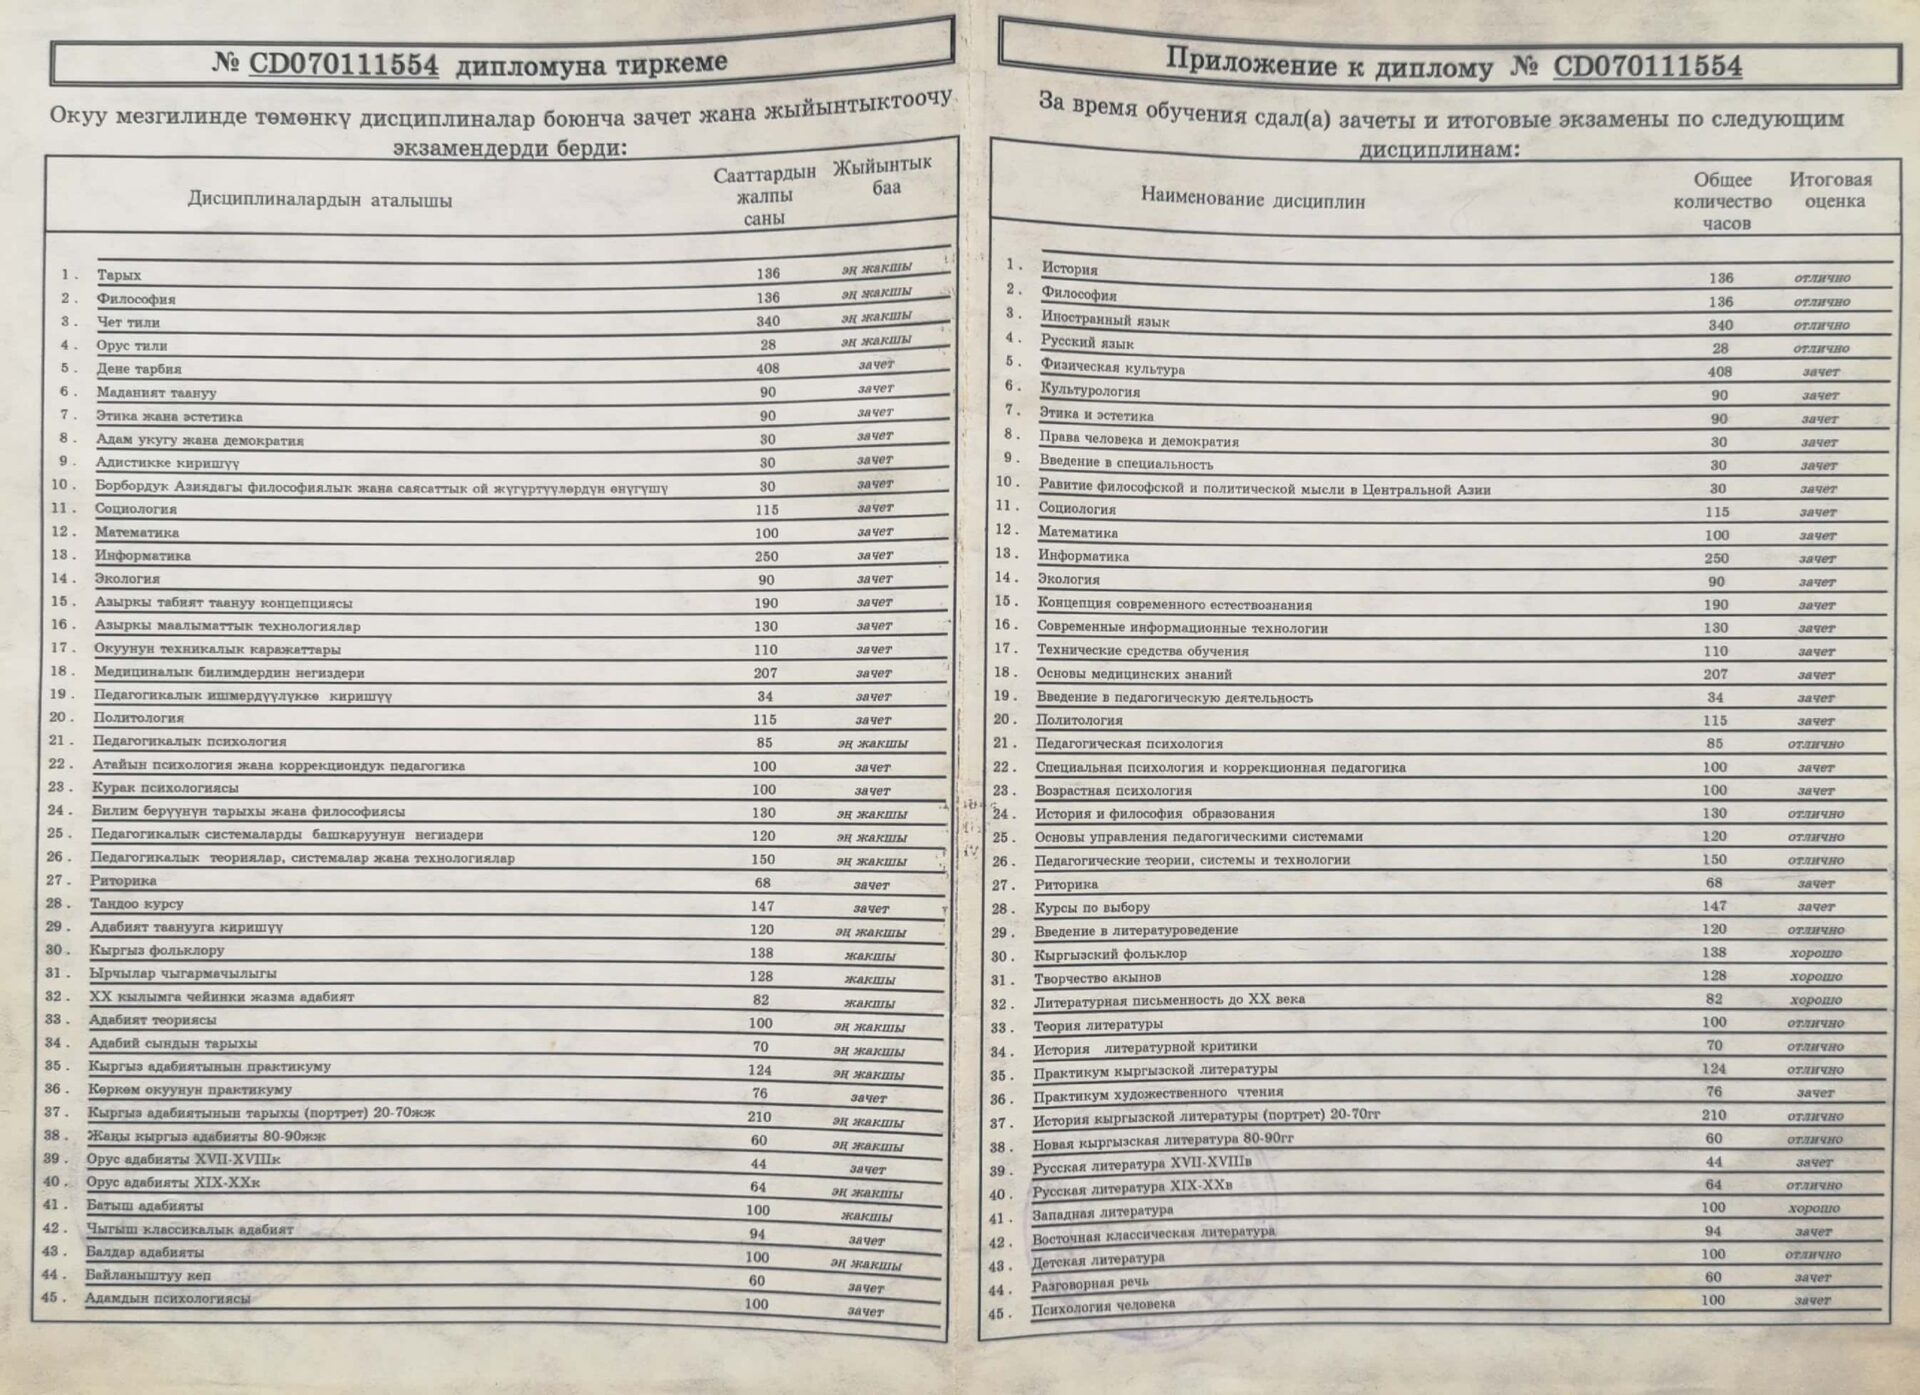 № CD070111554 дипломуна тиркеме
Окуу мезгилинде төмөнкү дисциплиналар боюнча зачет жана жыйынтыктоочу
экзамендерди берди:
Дисциплиналардын аталышы Сааттардын жалпы саны Жыйынтык баа
1. Тарых 136 эң жакшы
2. Философия 136 эң жакшы
3. Чет тили 340 эң жакшы
4. Орус тили 28 эң жакшы
5. Дене тарбия 408 зачет
6. Маданият таануу 90 зачет
7. Этика жана эстетика 90 зачет
8. Адам укугу жана демократия 30 зачет
9. Адистикке киришүү 30 зачет
10. Борбордук Азиядагы философиялык жана саясаттык ой жүгүртүүлөрдүн өнүгүшү 30 зачет
11. Социология 115 зачет
12. Математика 100 зачет
13. Информатика 250 зачет
14. Экология 90 зачет
15. Азыркы табият таануу концепциясы 190 зачет
16. Азыркы маалыматтык технологиялар 130 зачет
17. Окуунун техникалык каражаттары 110 зачет
18. Медициналык билимдердин негиздери 207 зачет
19. Педагогикалык ишмердүүлүккө киришүү 34 зачет
20. Политология 115 зачет
21. Педагогикалык психология 85 эң жакшы
22. Атайын психология жана коррекциондук педагогика 100 зачет
23. Курак психологиясы 100 зачет
24. Билим берүүнүн тарыхы жана философиясы 130 эң жакшы
25. Педагогикалык системаларды башкаруунун негиздери 120 эң жакшы
26. Педагогикалык теориялар, системалар жана технологиялар 150 эң жакшы
27. Риторика 68 зачет
28. Тандоо курсу 147 зачет
29. Адабият таанууга киришүү 120 эң жакшы
30. Кыргыз фольклору 138 жакшы
31. Ырчылар чыгармачылыгы 128 жакшы
32. XX кылымга чейинки жазма адабият 82 жакшы
33. Адабият теориясы 100 эң жакшы
34. Адабий сындын тарыхы 70 эң жакшы
35. Кыргыз адабиятынын практикуму 124 эң жакшы
36. Көркөм окуунун практикуму 76 зачет
37. Кыргыз адабиятынын тарыхы (портрет) 20-70жж 210 эң жакшы
38. Жаңы кыргыз адабияты 80-90жж 60 эң жакшы
39. Орус адабияты XVII-XVIIIк 44 зачет
40. Орус адабияты XIX-XXк 64 эң жакшы
41. Батыш адабияты 100 жакшы
42. Чыгыш классикалык адабият 94 зачет
43. Балдар адабияты 100 эң жакшы
44. Байланыштуу кеп 60 зачет
45. Адамдын психологиясы 100 зачет
Приложение к диплому № CD070111554
За время обучения сдал(а) зачеты и итоговые экзамены по следующим
дисциплинам:
Наименование дисциплин Общее количество часов Итоговая оценка
1. История 136 отлично
2. Философия 136 отлично
3. Иностранный язык 340 отлично
4. Русский язык 28 отлично
5. Физическая культура 408 зачет
6. Культурология 90 зачет
7. Этика и эстетика 90 зачет
8. Права человека и демократия 30 зачет
9. Введение в специальность 30 зачет
10. Равитие философской и политической мысли в Центральной Азии 30 зачет
11. Социология 115 зачет
12. Математика 100 зачет
13. Информатика 250 зачет
14. Экология 90 зачет
15. Концепция современного естествознания 190 зачет
16. Современные информационные технологии 130 зачет
17. Технические средства обучения 110 зачет
18. Основы медицинских знаний 207 зачет
19. Введение в педагогическую деятельность 34 зачет
20. Политология 115 зачет
21. Педагогическая психология 85 отлично
22. Специальная психология и коррекционная педагогика 100 зачет
23. Возрастная психология 100 зачет
24. История и философия образования 130 отлично
25. Основы управления педагогическими системами 120 отлично
26. Педагогические теории, системы и технологии 150 отлично
27. Риторика 68 зачет
28. Курсы по выбору 147 зачет
29. Введение в литературоведение 120 отлично
30. Кыргызский фольклор 138 хорошо
31. Творчество акынов 128 хорошо
32. Литературная письменность до XX века 82 хорошо
33. Теория литературы 100 отлично
34. История литературной критики 70 отлично
35. Практикум кыргызской литературы 124 отлично
36. Практикум художественного чтения 76 зачет
37. История кыргызской литературы (портрет) 20-70гг 210 отлично
38. Новая кыргызская литература 80-90гг 60 отлично
39. Русская литература XVII-XVIIIв 44 зачет
40. Русская литература XIX-XXв 64 отлично
41. Западная литература 100 хорошо
42. Восточная классическая литература 94 зачет
43. Детская литература 100 отлично
44. Разговорная речь 60 зачет
45. Психология человека 100 зачет